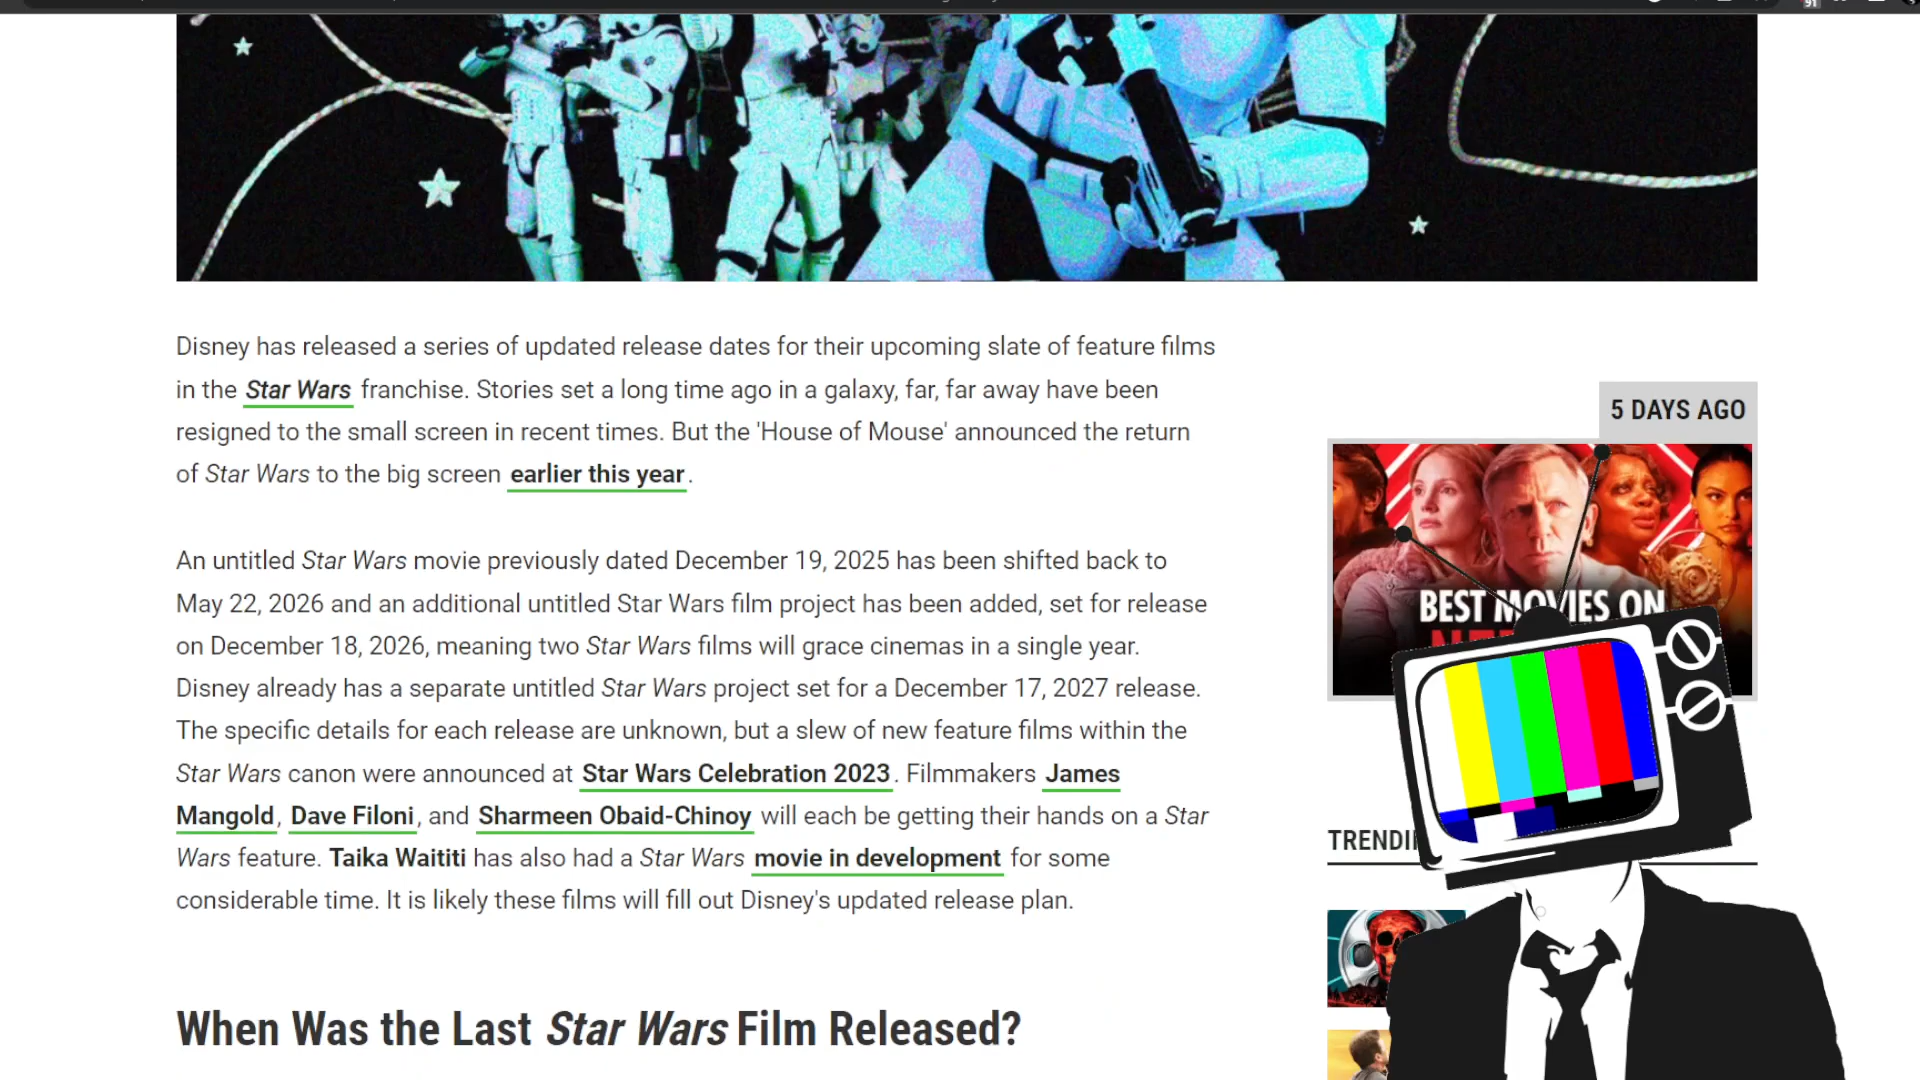 91
Disney has released a series of updated release dates for their upcoming slate of feature films
in the Star Wars franchise. Stories set a long time ago in a galaxy, far, far away have been
resigned to the small screen in recent times. But the 'House of Mouse' announced the return
of Star Wars to the big screen earlier this year.
An untitled Star Wars movie previously dated December 19, 2025 has been shifted back to
May 22, 2026 and an additional untitled Star Wars film project has been added, set for release
on December 18, 2026, meaning two Star Wars films will grace cinemas in a single year.
Disney already has a separate untitled Star Wars project set for a December 17, 2027 release.
The specific details for each release are unknown, but a slew of new feature films within the
Star Wars canon were announced at Star Wars Celebration 2023. Filmmakers James
Mangold, Dave Filoni, and Sharmeen Obaid-Chinoy will each be getting their hands on a Star
Wars feature. Taika Waititi has also had a Star Wars movie in development for some
considerable time. It is likely these films will fill out Disney's updated release plan.
When Was the Last Star Wars Film Released?
5 DAYS AGO
BEST MOVIES ON